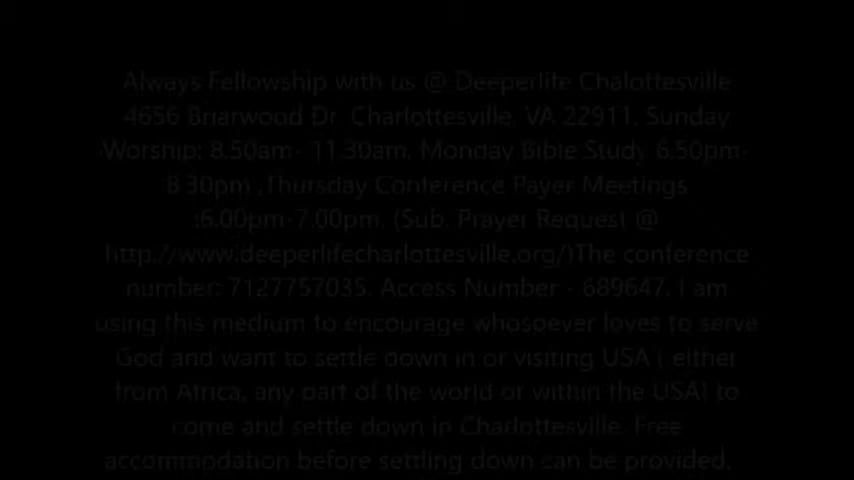 Always Fellowship with us @ Deeperlife Chalottesville
4656 Briarwood Dr. Charlottesville, VA 22911. Sunday
Worship: 8.50am- 11.30am. Monday Bible Study. 6.50pm-
8.30pm ,Thursday Conference Payer Meetings
:6.00pm-7.00pm. (Sub. Prayer Request @
http://www.deeperlifecharlottesville.org/)The conference
number: 7127757035. Access Number - 689647. I am
using this medium to encourage whosoever loves to serve
God and want to settle down in or visiting USA ( either
from Africa, any part of the world or within the USA) to
come and settle down in Charlottesville. Free
accommodation before settling down can be provided.